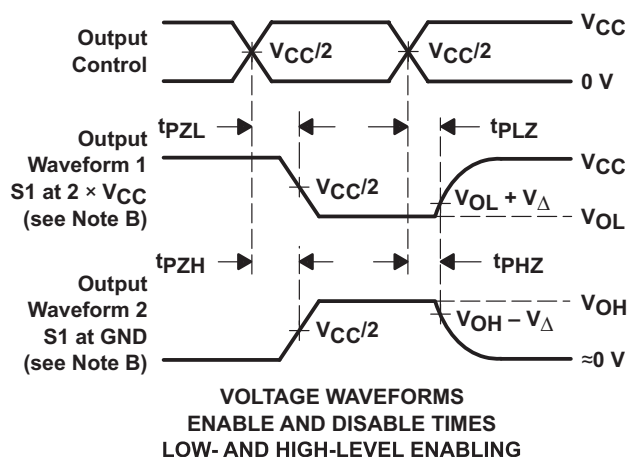 Output
Control
VCC/2
VCC/2
VCC
0 V
tPZL
tPLZ
Output
Waveform 1
S1 at 2 × VCC
(see Note B)
VCC/2
VOL + VΔ
VCC
VOL
tPZH
tPHZ
Output
Waveform 2
S1 at GND
(see Note B)
VCC/2
VOH – VΔ
VOH
≈0 V
VOLTAGE WAVEFORMS
ENABLE AND DISABLE TIMES
LOW- AND HIGH-LEVEL ENABLING